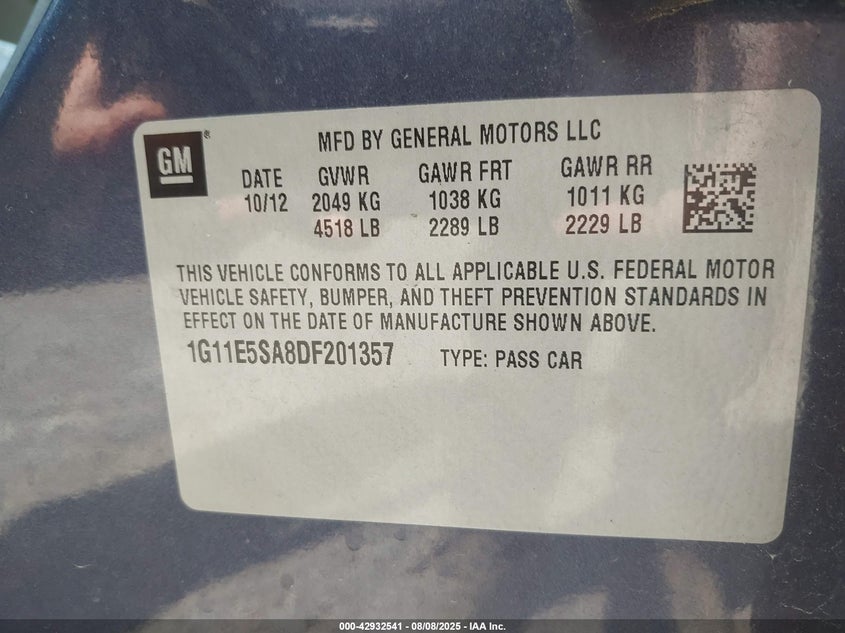 GM®
MFD BY GENERAL MOTORS LLC
DATE GVWR GAWR FRT GAWR RR
10/12 2049 KG 1038 KG 1011 KG
4518 LB 2289 LB 2229 LB
THIS VEHICLE CONFORMS TO ALL APPLICABLE U.S. FEDERAL MOTOR
VEHICLE SAFETY, BUMPER, AND THEFT PREVENTION STANDARDS IN
EFFECT ON THE DATE OF MANUFACTURE SHOWN ABOVE.
1G11E5SA8DF201357 TYPE: PASS CAR
000-42932541 - 08/08/2025 - IAA Inc.